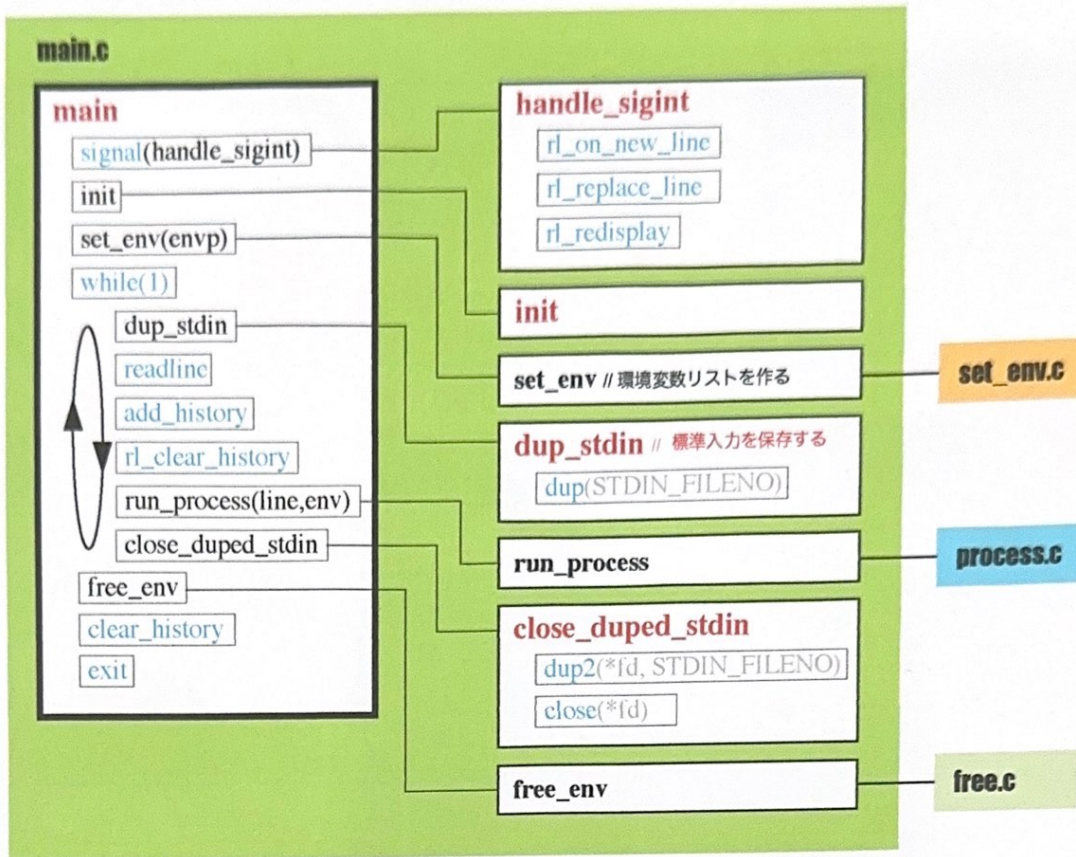 main.c
main
signal(handle_sigint)
init
set_env(envp)
while(1)
dup_stdin
readline
add_history
rl_clear_history
run_process(line,env)
close_duped_stdin
free_env
clear_history
exit
handle_sigint
rl_on_new_line
rl_replace_line
rl_redisplay
init
set_env // 環境変数リストを作る
dup_stdin // 標準入力を保存する
dup(STDIN_FILENO)
run_process
close_duped_stdin
dup2(*fd, STDIN_FILENO)
close(*fd)
free_env
set_env.c
process.c
free.c